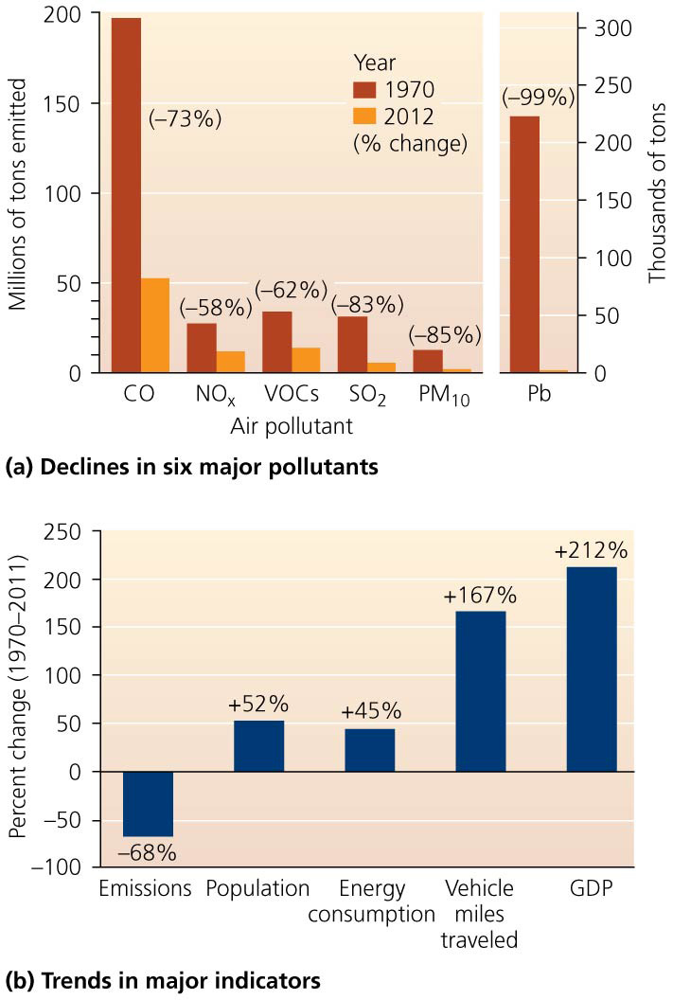 Millions of tons emitted
200
150
100
50
0
(–73%)
(–58%)
(–62%)
(–83%)
(–85%)
Year
1970
2012
(% change)
CO
NOₓ
VOCs
SO₂
PM₁₀
Air pollutant
(–99%)
Pb
300
250
200
150
100
50
0
Thousands of tons
(a) Declines in six major pollutants
Percent change (1970–2011)
250
200
150
100
50
0
–50
–100
–68%
+52%
+45%
+167%
+212%
Emissions
Population
Energy
consumption
Vehicle
miles
traveled
GDP
(b) Trends in major indicators